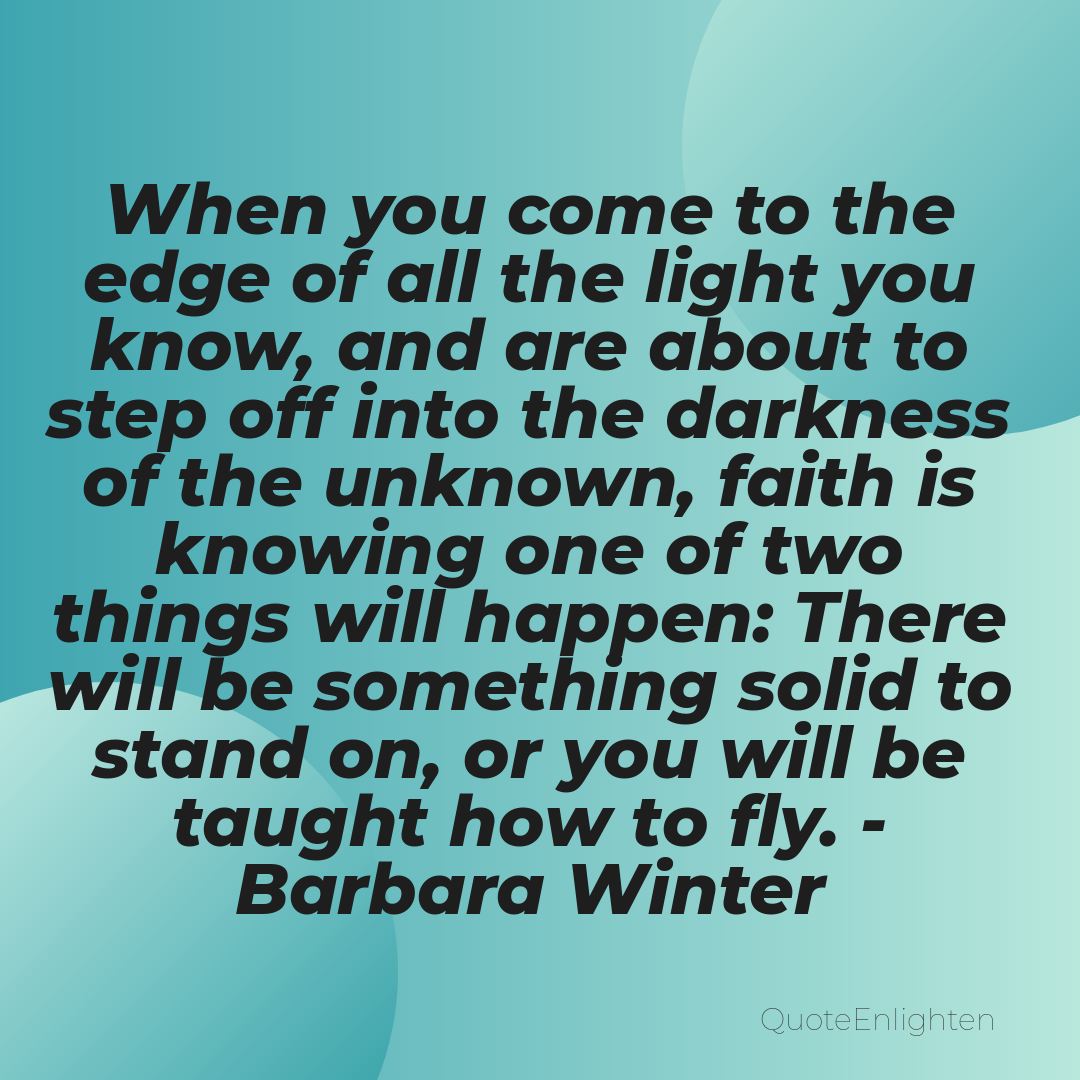 When you come to the
edge of all the light you
know, and are about to
step off into the darkness
of the unknown, faith is
knowing one of two
things will happen: There
will be something solid to
stand on, or you will be
taught how to fly. -
Barbara Winter
QuoteEnlighten